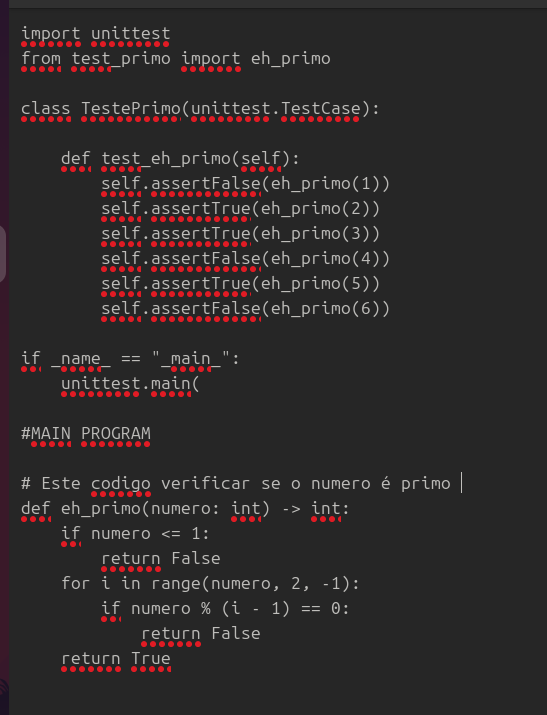 import unittest
from test_primo import eh_primo
class TestePrimo(unittest.TestCase):
def test_eh_primo(self):
self.assertFalse(eh_primo(1))
self.assertTrue(eh_primo(2))
self.assertTrue(eh_primo(3))
self.assertFalse(eh_primo(4))
self.assertTrue(eh_primo(5))
self.assertFalse(eh_primo(6))
if _name_ == "_main_":
unittest.main(
#MAIN PROGRAM
# Este codigo verificar se o numero é primo
def eh_primo(numero: int) -> int:
if numero <= 1:
return False
for i in range(numero, 2, -1):
if numero % (i - 1) == 0:
return False
return True